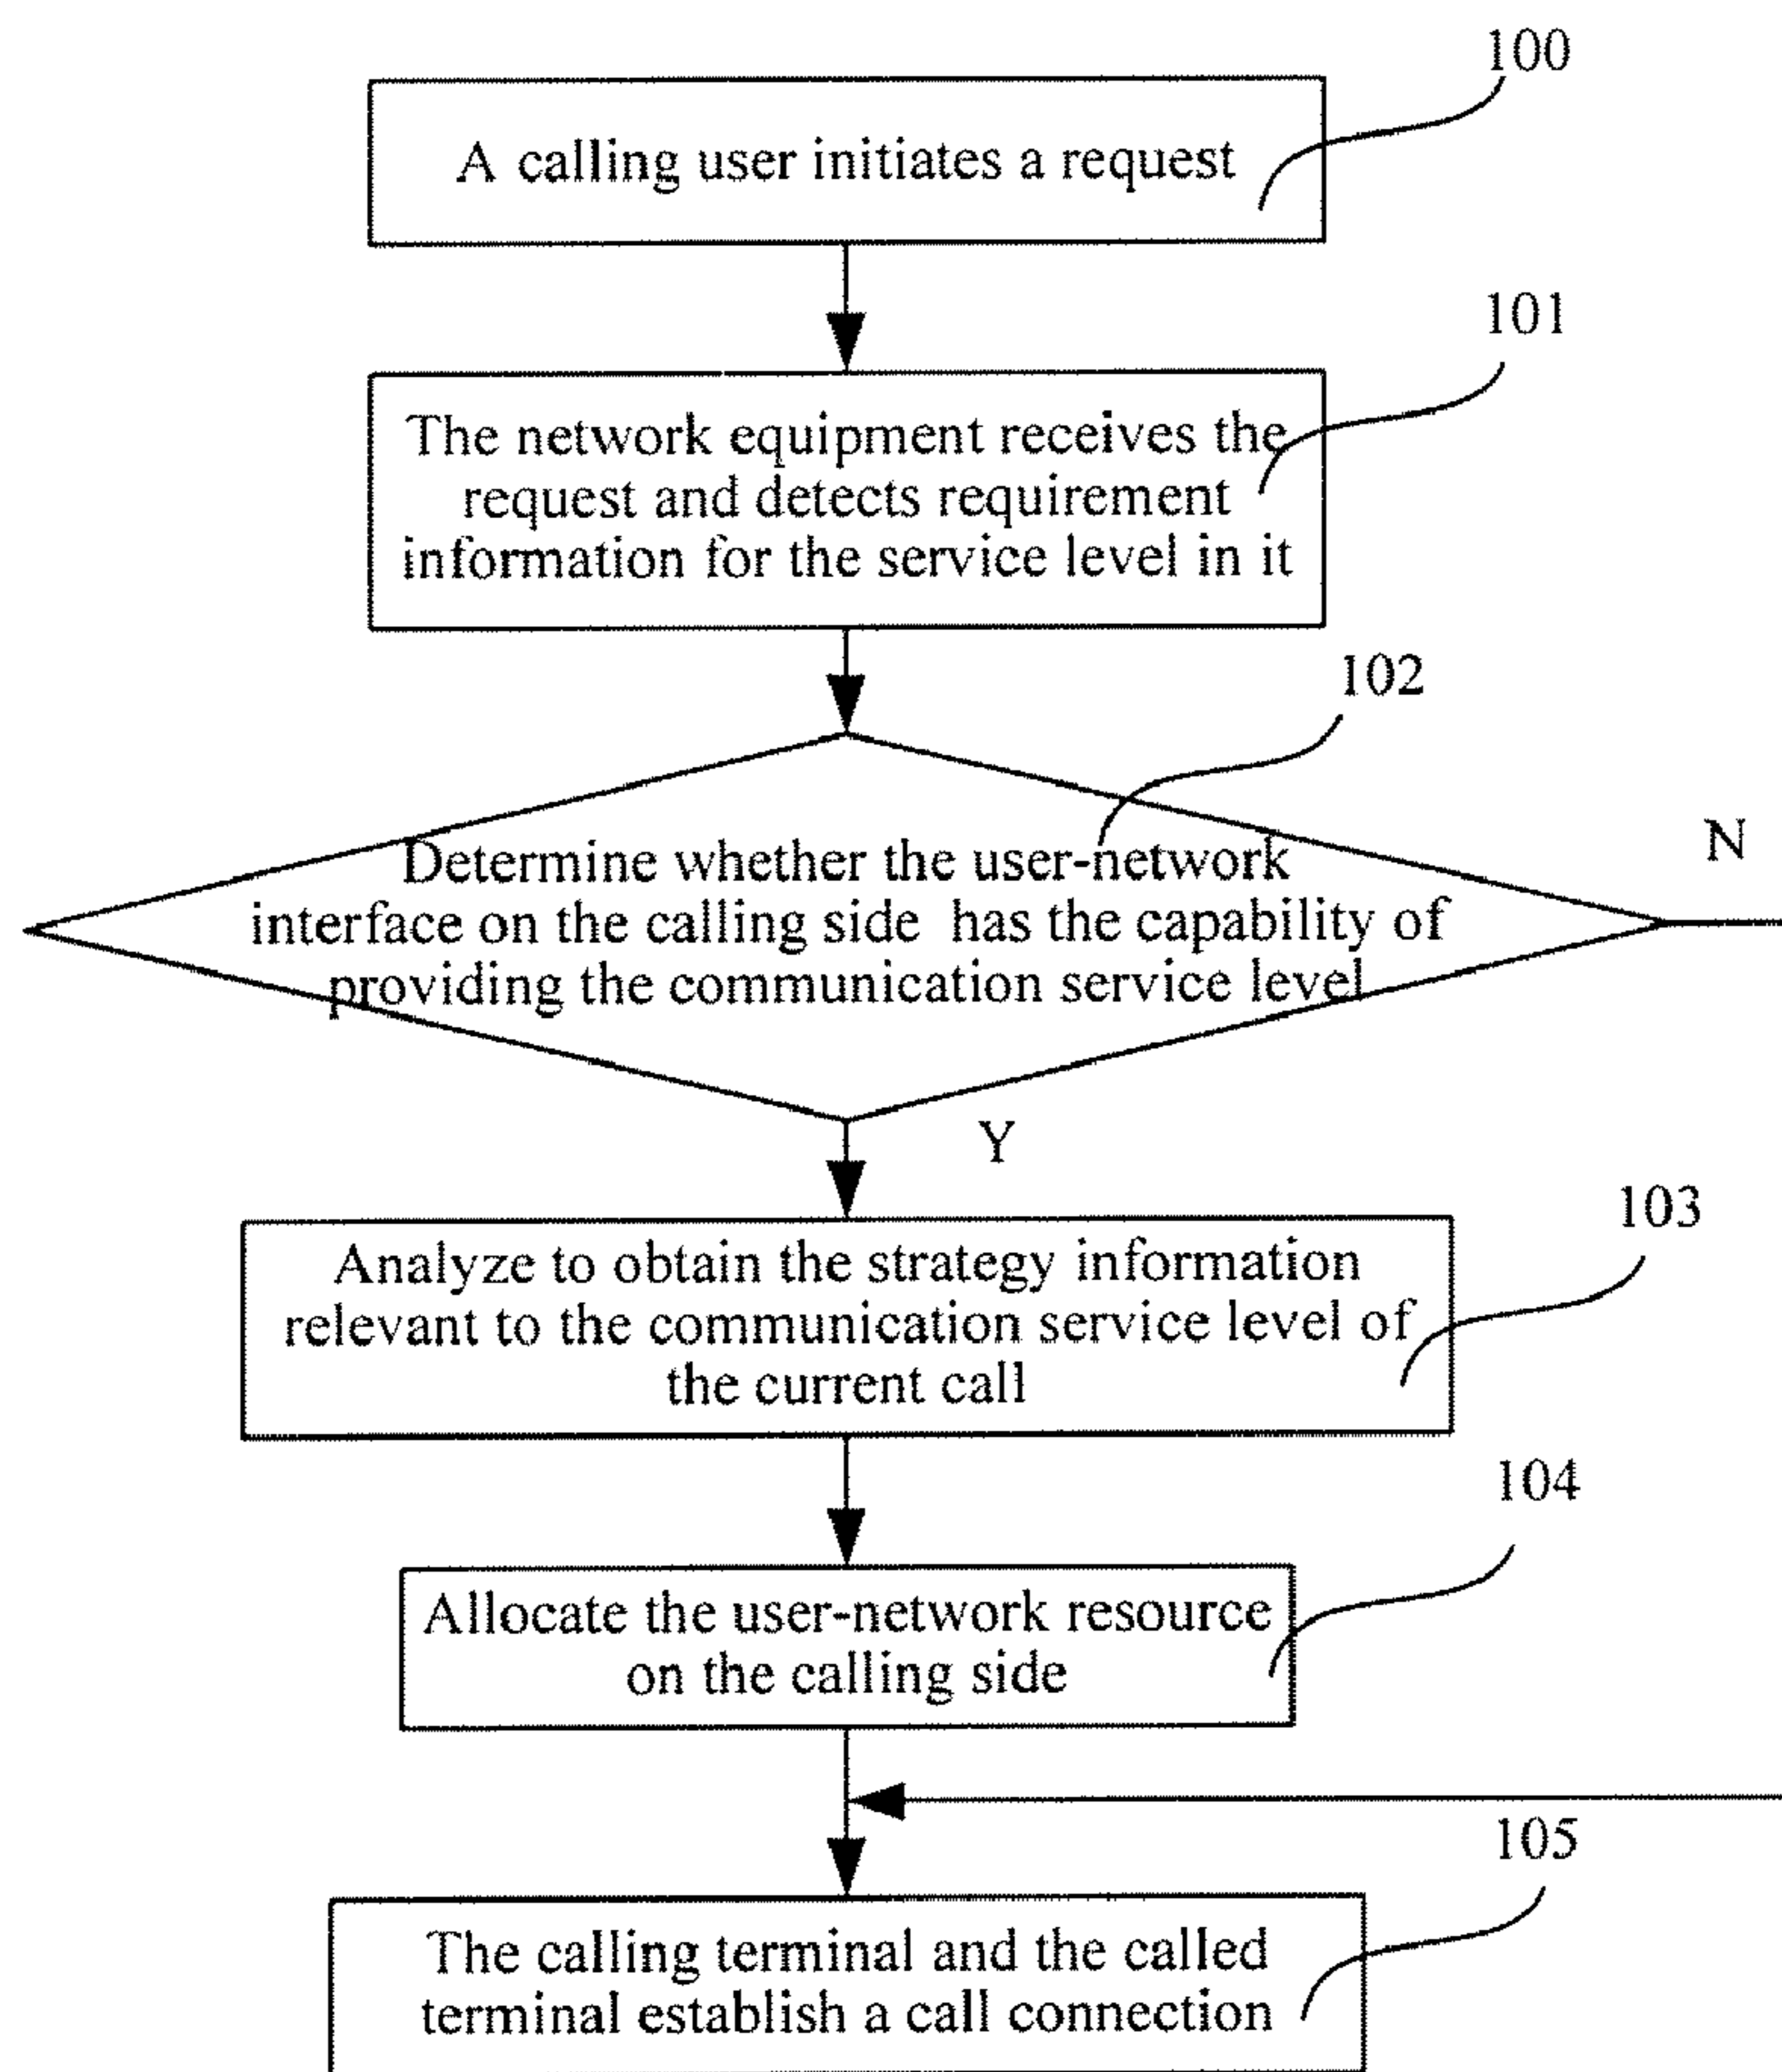 100
A calling user initiates a request
101
The network equipment receives the
request and detects requirement
information for the service level in it
102
Determine whether the user-network
interface on the calling side has the capability of
providing the communication service level
N
Y
103
Analyze to obtain the strategy information
relevant to the communication service level of
the current call
104
Allocate the user-network resource
on the calling side
105
The calling terminal and the called
terminal establish a call connection